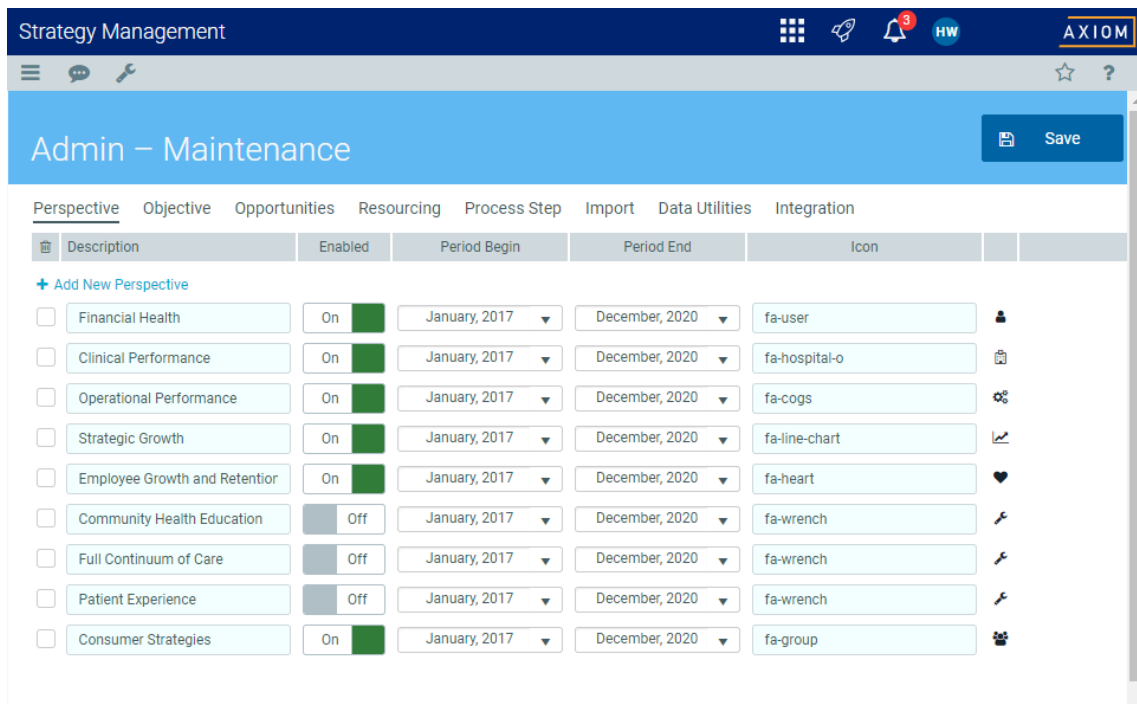 Strategy Management 3 HW AXIOM
?
Admin – Maintenance Save
Perspective Objective Opportunities Resourcing Process Step Import Data Utilities Integration
Description Enabled Period Begin Period End Icon
+ Add New Perspective
Financial Health On January, 2017 December, 2020 fa-user
Clinical Performance On January, 2017 December, 2020 fa-hospital-o
Operational Performance On January, 2017 December, 2020 fa-cogs
Strategic Growth On January, 2017 December, 2020 fa-line-chart
Employee Growth and Retention On January, 2017 December, 2020 fa-heart
Community Health Education Off January, 2017 December, 2020 fa-wrench
Full Continuum of Care Off January, 2017 December, 2020 fa-wrench
Patient Experience Off January, 2017 December, 2020 fa-wrench
Consumer Strategies On January, 2017 December, 2020 fa-group